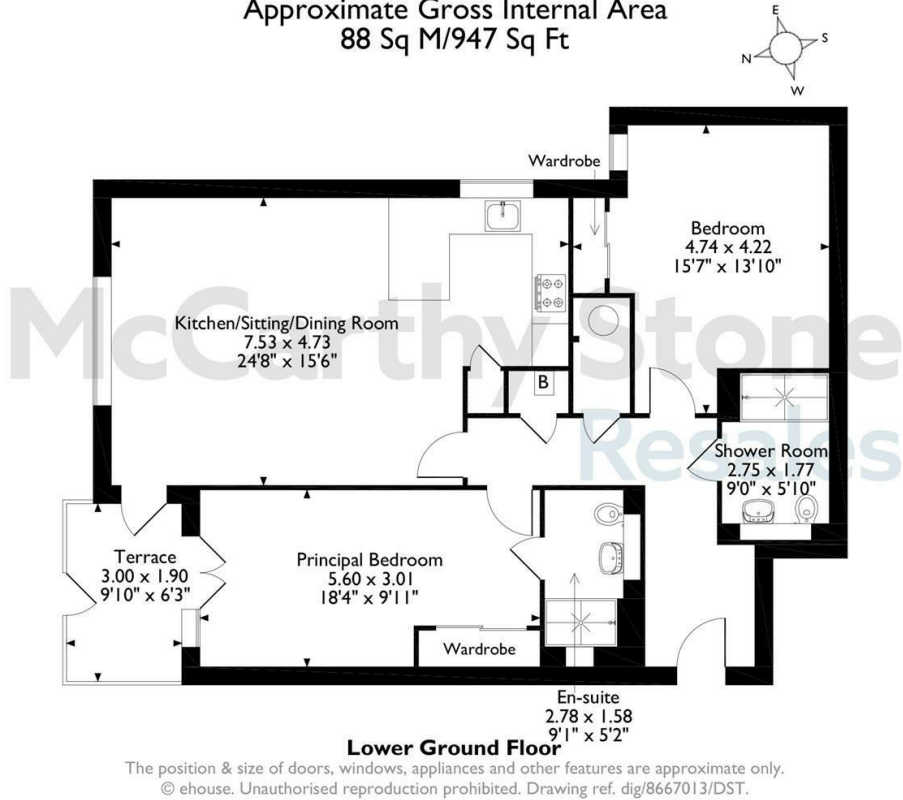 Approximate Gross Internal Area
88 Sq M/947 Sq Ft
E
S
N
W
Wardrobe
Bedroom
4.74 x 4.22
15'7" x 13'10"
McCarthy Stone
Resales
Kitchen/Sitting/Dining Room
7.53 x 4.73
24'8" x 15'6"
B
Shower Room
2.75 x 1.77
9'0" x 5'10"
Terrace
3.00 x 1.90
9'10" x 6'3"
Principal Bedroom
5.60 x 3.01
18'4" x 9'11"
Wardrobe
En-suite
2.78 x 1.58
9'1" x 5'2"
Lower Ground Floor
The position & size of doors, windows, appliances and other features are approximate only.
© ehouse. Unauthorised reproduction prohibited. Drawing ref. dig/8667013/DST.